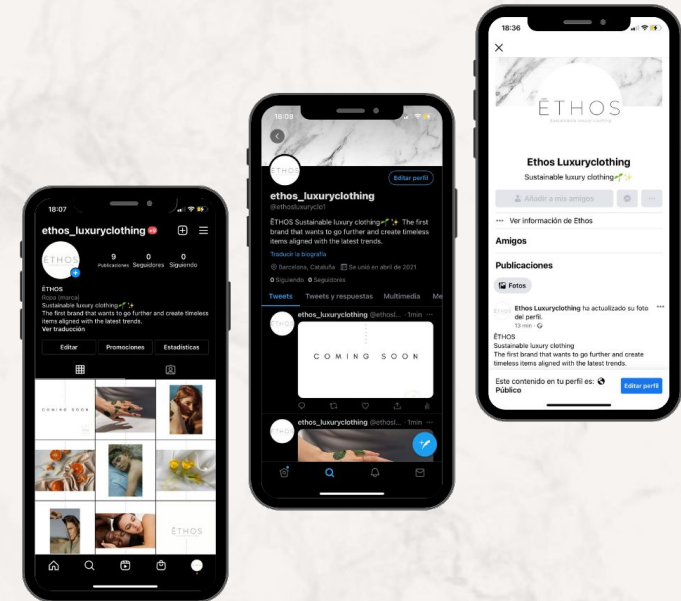 18:07
ethos_luxuryclothing
ETHOS
9
0
0
Publicaciones
Seguidores
Siguiendo
ĒTHOS
Ropa (marca)
Sustainable luxury clothing🌱✨
The first brand that wants to go further and create timeless
items aligned with the latest trends.
Ver traducción
Editar
Promociones
Estadísticas
COMING SOON
ĒTHOS
18:08
ETHOS
Editar perfil
ethos_luxuryclothing
@ethosluxuryclo1
ĒTHOS Sustainable luxury clothing🌱✨ The first
brand that wants to go further and create timeless
items aligned with the latest trends.
Traducir la biografía
Barcelona, Cataluña
Se unió en abril de 2021
0 Siguiendo 0 Seguidores
Tweets
Tweets y respuestas
Multimedia
Me
ethos_luxuryclothing @ethosl... · 1min
COMING SOON
ethos_luxuryclothing @ethosl... · 1min
18:36
ĒTHOS
Sustainable luxury clothing
Ethos Luxuryclothing
Sustainable luxury clothing🌱✨
Añadir a mis amigos
Ver información de Ethos
Amigos
Publicaciones
Fotos
Ethos Luxuryclothing ha actualizado su foto
del perfil.
13 min
ĒTHOS
Sustainable luxury clothing
The first brand that wants to go further and create
timeless items aligned with the latest trends.
Este contenido en tu perfil es:
Público
Editar perfil